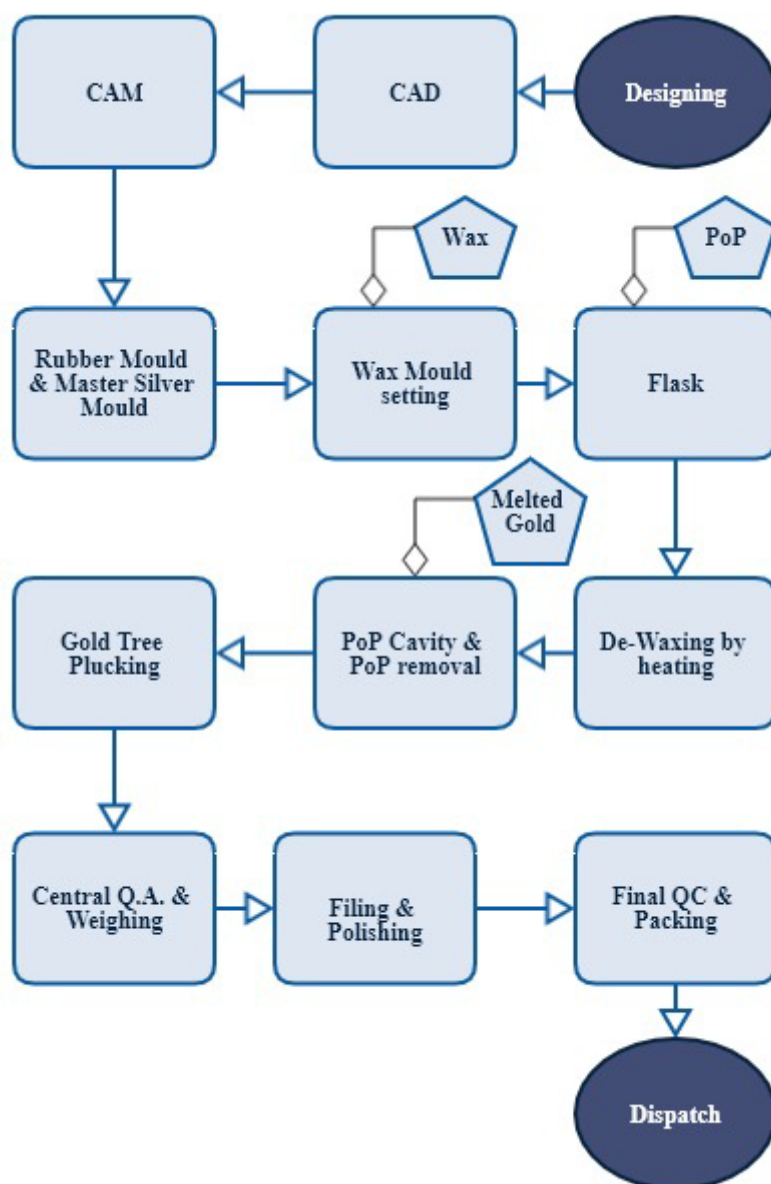 Designing
CAD
CAM
Rubber Mould
& Master Silver
Mould
Wax
Wax Mould
setting
PoP
Flask
De-Waxing by
heating
Melted
Gold
PoP Cavity &
PoP removal
Gold Tree
Plucking
Central Q.A. &
Weighing
Filing &
Polishing
Final QC &
Packing
Dispatch